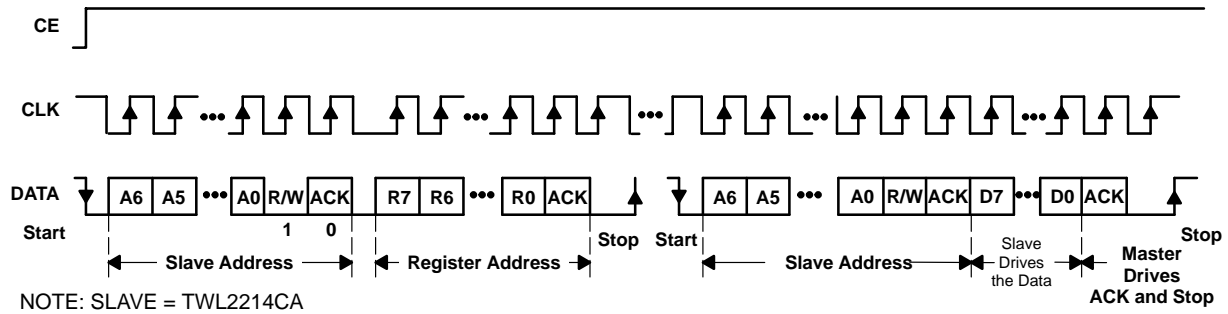 CE
CLK
DATA
A6 A5 ••• A0 R/W ACK R7 R6 ••• R0 ACK A6 A5 ••• A0 R/W ACK D7 ••• D0 ACK
Start 1 0 Stop Start Stop
Slave Address
Register Address
Slave Address
Slave
Drives
the Data
Master
Drives
ACK and Stop
NOTE: SLAVE = TWL2214CA